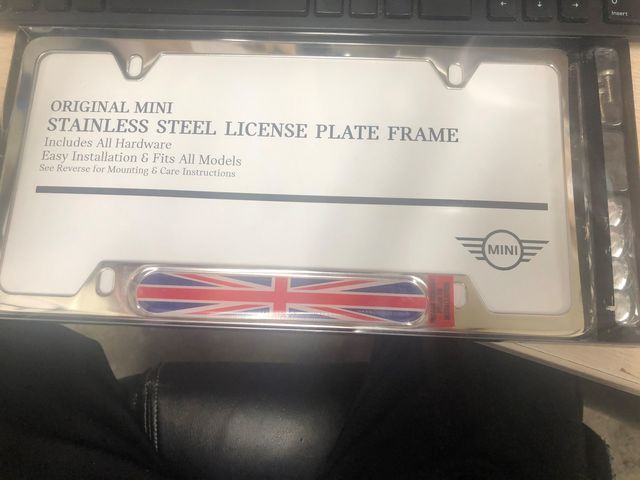 Insert
ORIGINAL MINI
STAINLESS STEEL LICENSE PLATE FRAME
Includes All Hardware
Easy Installation & Fits All Models
See Reverse for Mounting & Care Instructions
MINI